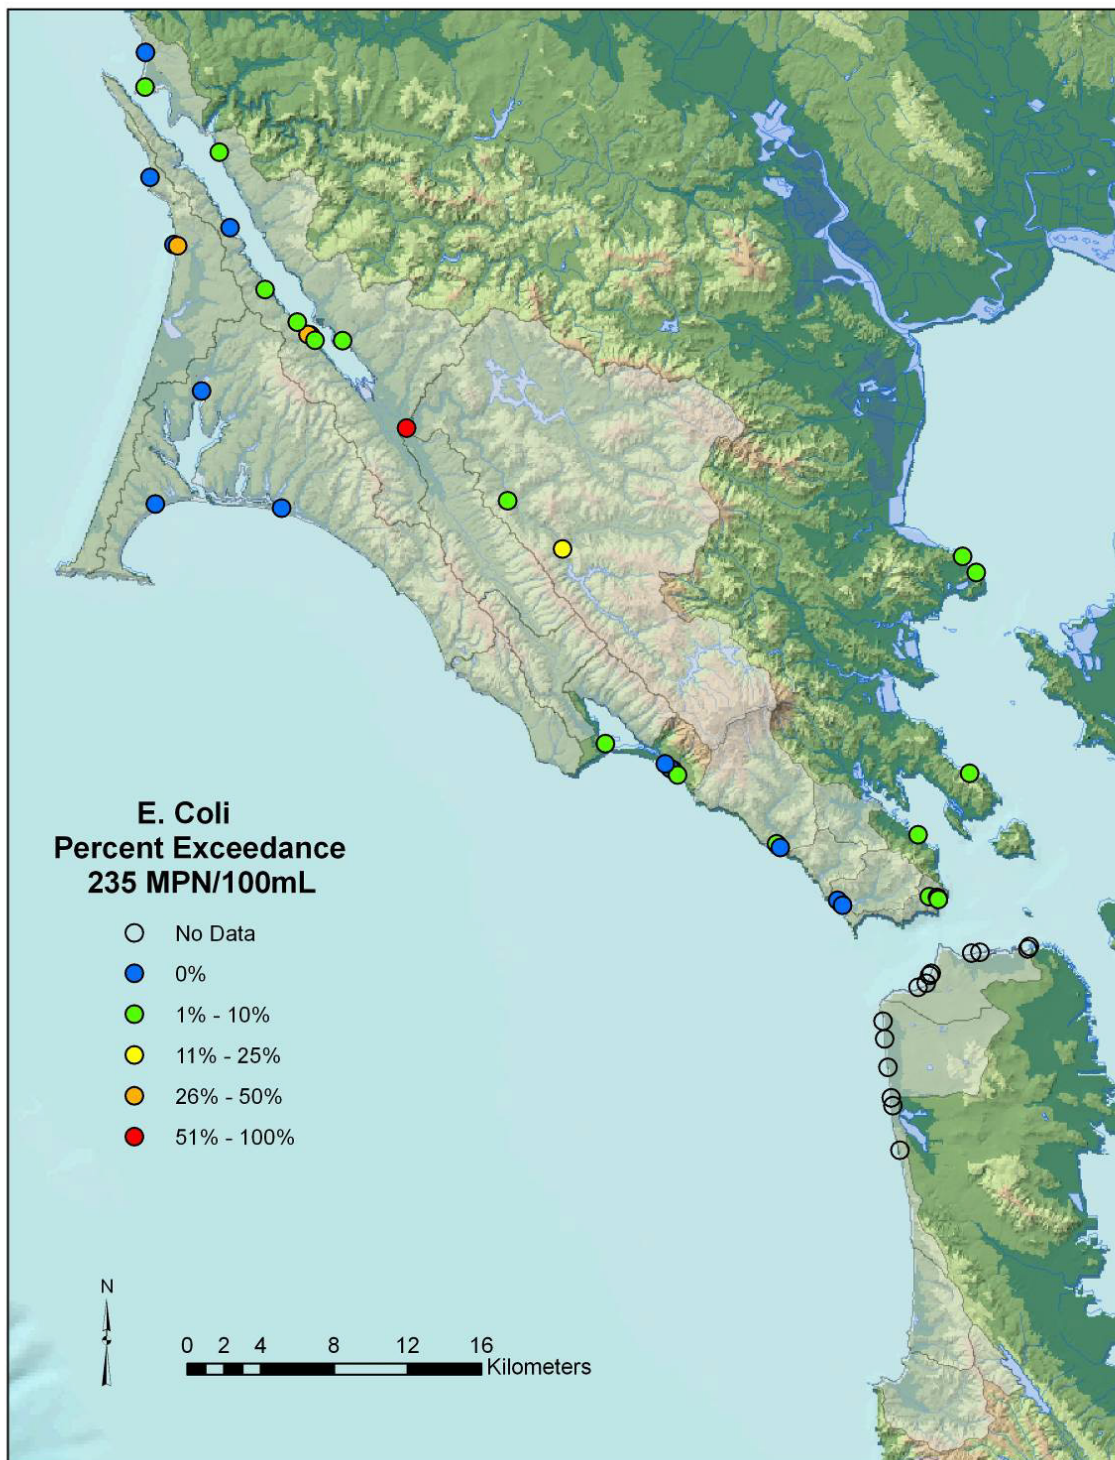 E. Coli
Percent Exceedance
235 MPN/100mL
No Data
0%
1% - 10%
11% - 25%
26% - 50%
51% - 100%
N
0 2 4 8 12 16
Kilometers